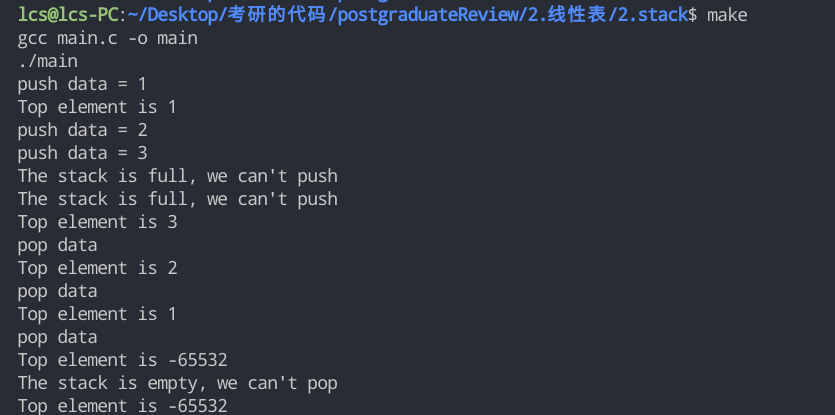 lcs@lcs-PC:~/Desktop/考研的代码/postgraduateReview/2.线性表/2.stack$ make
gcc main.c -o main
./main
push data = 1
Top element is 1
push data = 2
push data = 3
The stack is full, we can't push
The stack is full, we can't push
Top element is 3
pop data
Top element is 2
pop data
Top element is 1
pop data
Top element is -65532
The stack is empty, we can't pop
Top element is -65532